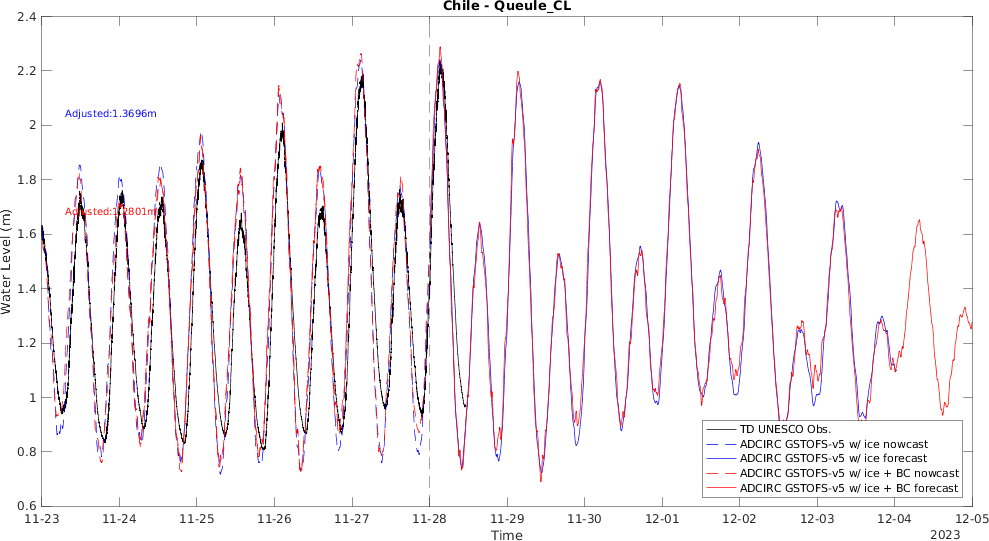 Chile - Queule_CL
2.4
2.2
2
1.8
1.6
1.4
1.2
1
0.8
0.6
Water Level (m)
Adjusted:1.3696m
Adjusted:1.2801m
TD UNESCO Obs.
ADCIRC GSTOFS-v5 w/ ice nowcast
ADCIRC GSTOFS-v5 w/ ice forecast
ADCIRC GSTOFS-v5 w/ ice + BC nowcast
ADCIRC GSTOFS-v5 w/ ice + BC forecast
11-23 11-24 11-25 11-26 11-27 11-28 11-29 11-30 12-01 12-02 12-03 12-04 12-05
Time
2023